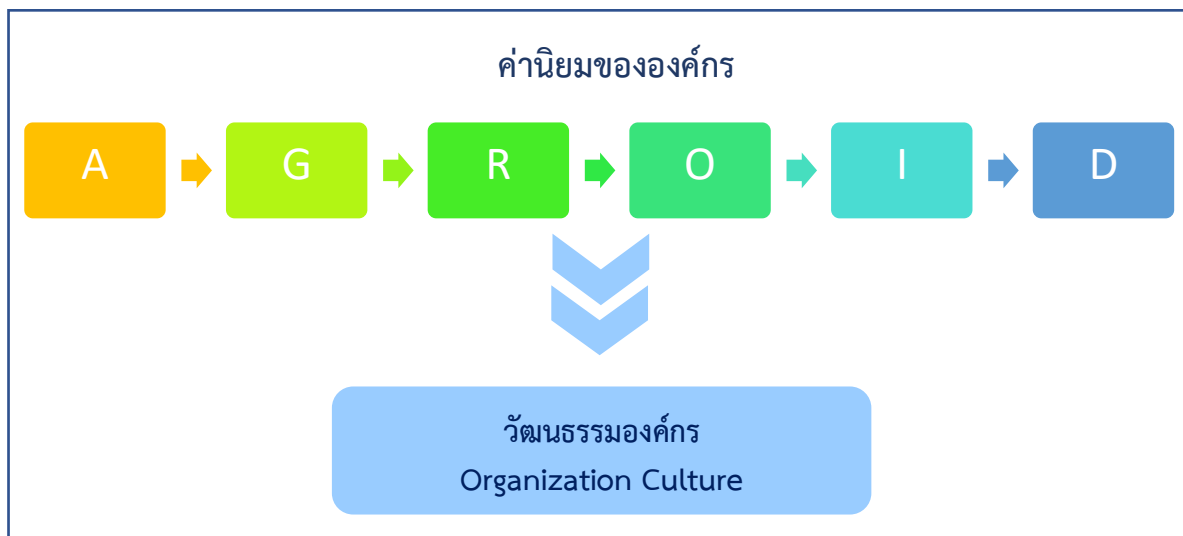 ค่านิยมขององค์กร
A G R O I D
วัฒนธรรมองค์กร
Organization Culture